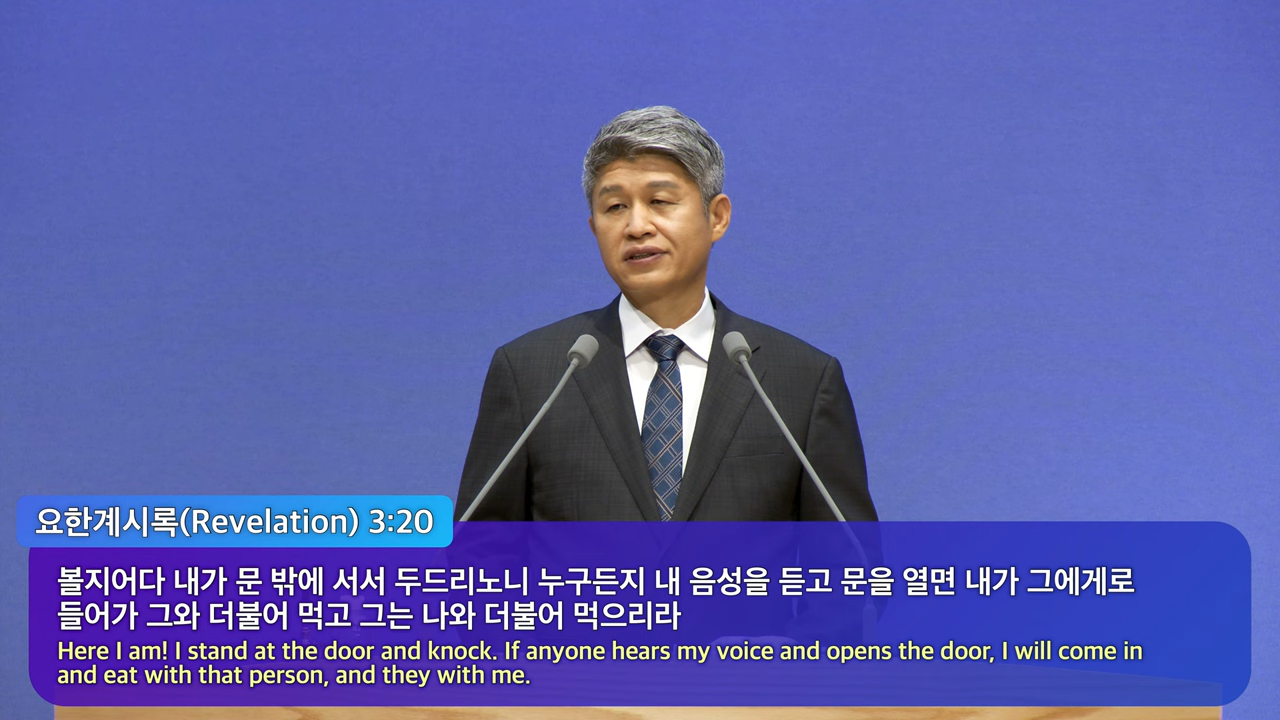 요한계시록(Revelation) 3:20
볼지어다 내가 문 밖에 서서 두드리노니 누구든지 내 음성을 듣고 문을 열면 내가 그에게로
들어가 그와 더불어 먹고 그는 나와 더불어 먹으리라
Here I am! I stand at the door and knock. If anyone hears my voice and opens the door, I will come in
and eat with that person, and they with me.